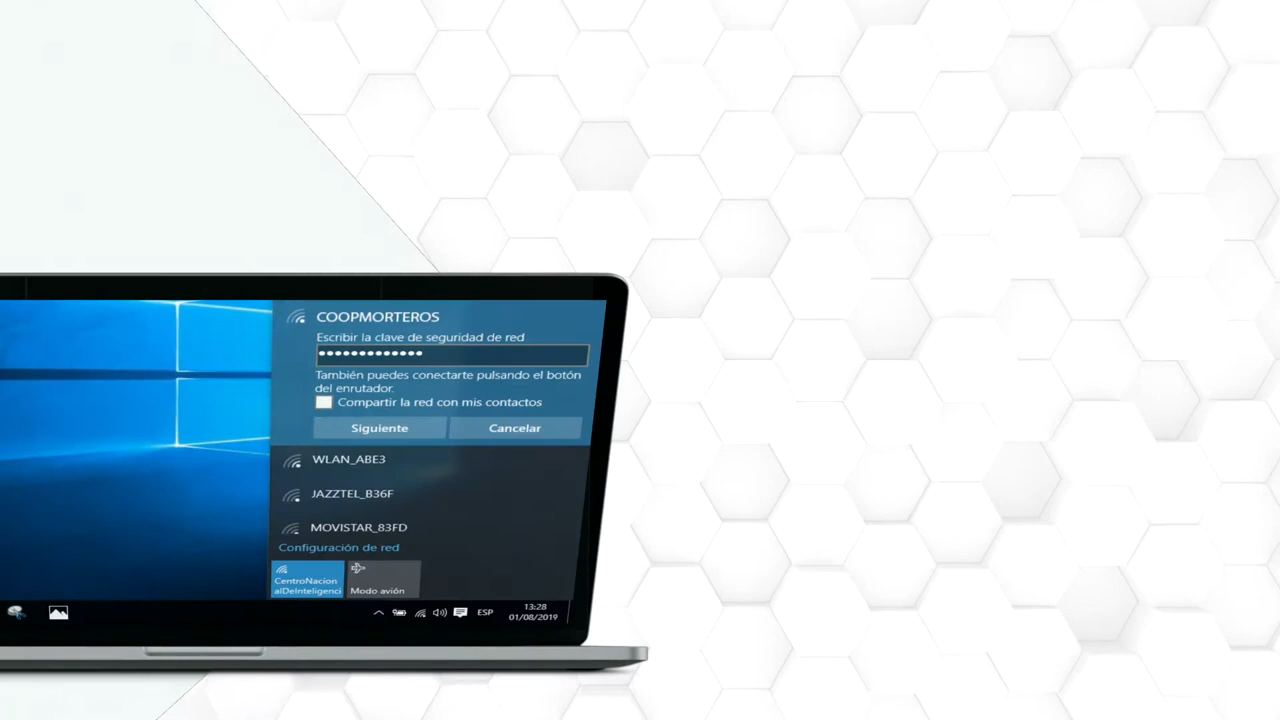 COOPMORTEROS
Escribir la clave de seguridad de red
•••••••••••••
También puedes conectarte pulsando el botón
del enrutador.
Compartir la red con mis contactos
Siguiente Cancelar
WLAN_ABE3
JAZZTEL_B36F
MOVISTAR_83FD
Configuración de red
CentroNacion
alDeInteligenci
Modo avión
ESP
13:28
01/08/2019